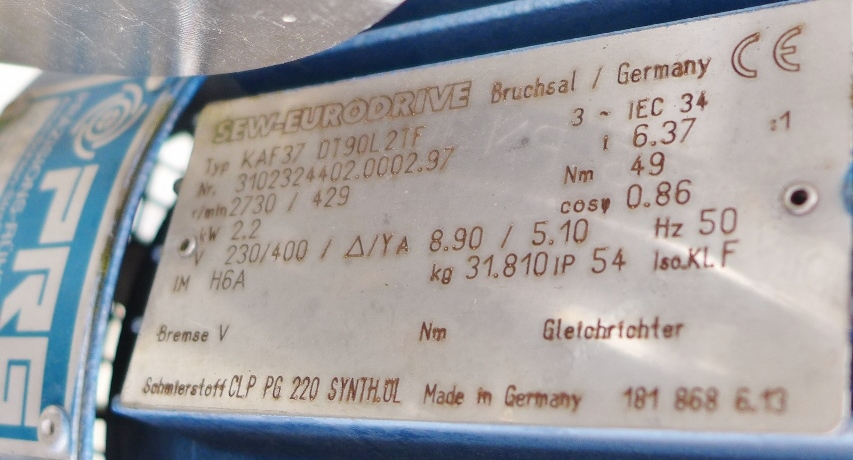 SEW-EURODRIVE Bruchsal / Germany CE
3 ~ IEC 34
Typ KAF37 DT90L2TF i 6.37 :1
Nr. 3102324402.0002.97 Nm 49
r/min 2730 / 429 cosφ 0.86
kW 2.2
V 230/400 / Δ/Y A 8.90 / 5.10 Hz 50
IM H6A kg 31.810 IP 54 Iso.KL F
Bremse V Nm Gleichrichter
Schmierstoff CLP PG 220 SYNTH.ÖL Made in Germany 181 868 6.13
PRG